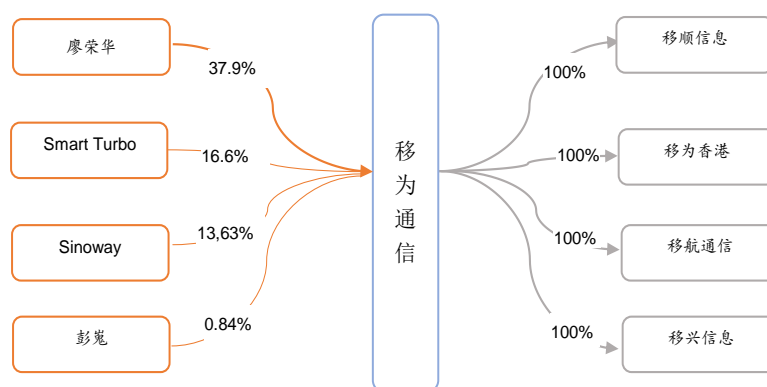 廖荣华
37.9%
Smart Turbo
16.6%
Sinoway
13,63%
彭嵬
0.84%
移为通信
100%
移顺信息
100%
移为香港
100%
移航通信
100%
移兴信息